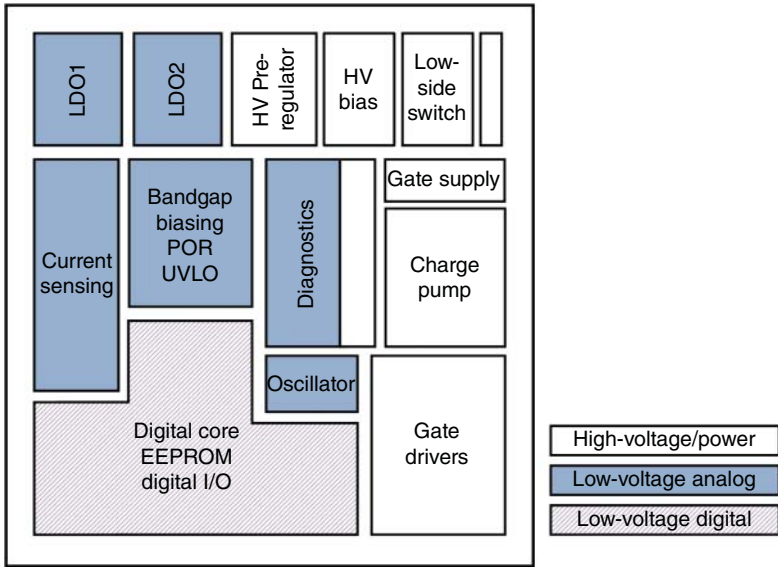 LDO1
LDO2
HV Pre-
regulator
HV
bias
Low-
side
switch
Gate supply
Current
sensing
Bandgap
biasing
POR
UVLO
Diagnostics
Charge
pump
Oscillator
Digital core
EEPROM
digital I/O
Gate
drivers
High-voltage/power
Low-voltage analog
Low-voltage digital